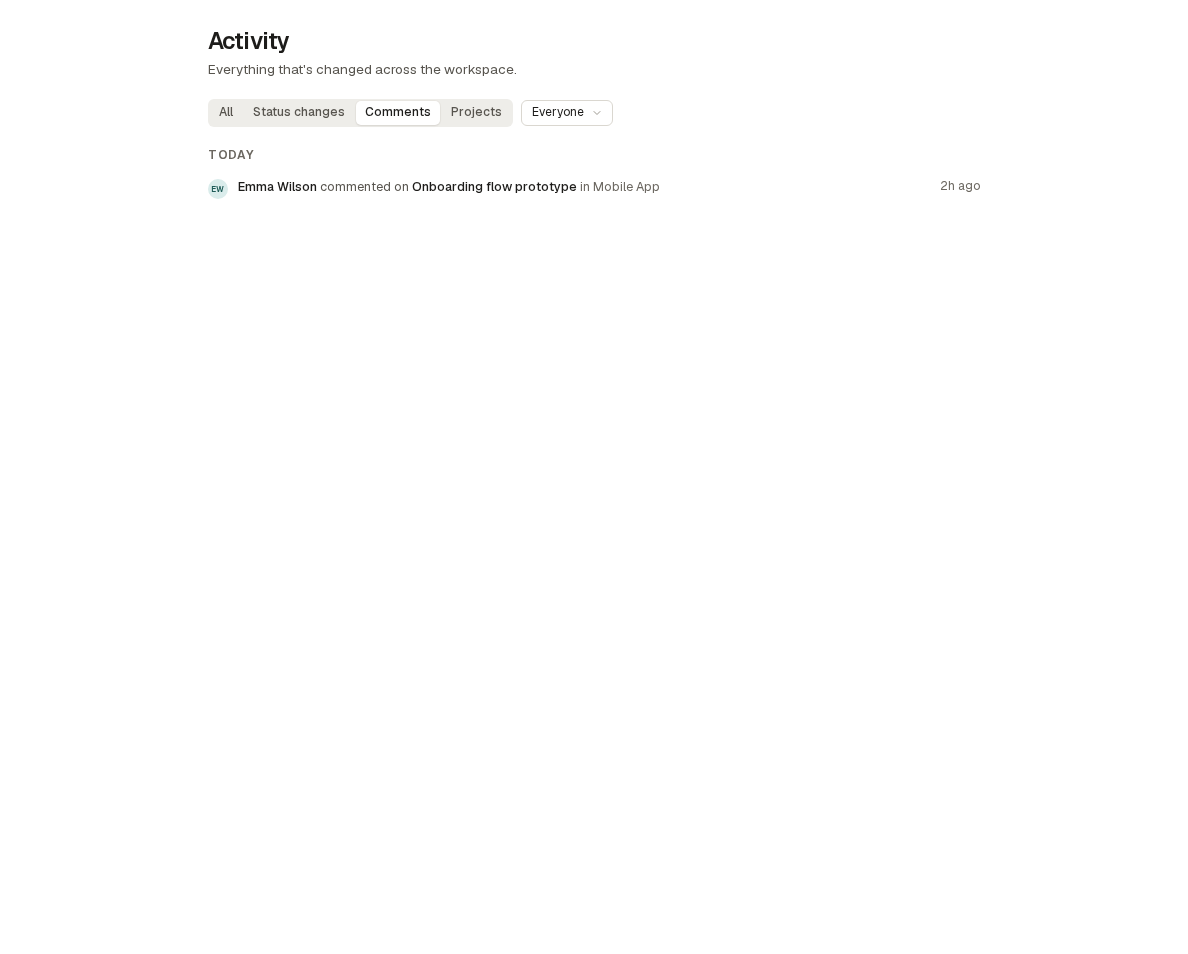 Activity
Everything that's changed across the workspace.
All Status changes Comments Projects Everyone
TODAY
EW Emma Wilson commented on Onboarding flow prototype in Mobile App 2h ago